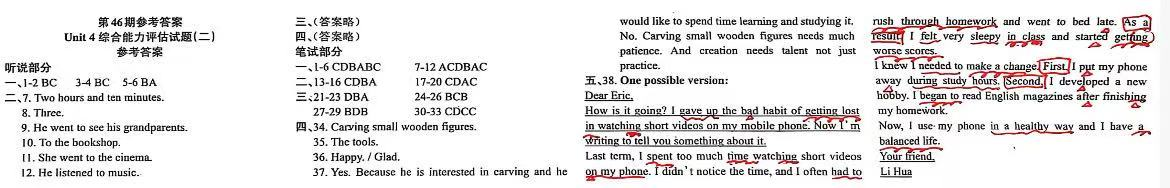 第46期参考答案
Unit 4 综合能力评估试题(二)
参考答案
听说部分
一、1-2 BC 3-4 BC 5-6 BA
二、7. Two hours and ten minutes.
8. Three.
9. He went to see his grandparents.
10. To the bookshop.
11. She went to the cinema.
12. He listened to music.
三、(答案略)
四、(答案略)
笔试部分
一、1-6 CDBABC 7-12 ACDBAC
二、13-16 CDBA 17-20 CDAC
三、21-23 DBA 24-26 BCB
27-29 BDB 30-33 CDCC
四、34. Carving small wooden figures.
35. The tools.
36. Happy. / Glad.
37. Yes. Because he is interested in carving and he
would like to spend time learning and studying it.
No. Carving small wooden figures needs much
patience. And creation needs talent not just
practice.
五、38. One possible version:
Dear Eric,
How is it going? I gave up the bad habit of getting lost
in watching short videos on my mobile phone. Now I'm
writing to tell you something about it.
Last term, I spent too much time watching short videos
on my phone. I didn't notice the time, and I often had to
rush through homework and went to bed late. As a
result, I felt very sleepy in class and started getting
worse scores.
I knew I needed to make a change. First, I put my phone
away during study hours. Second, I developed a new
hobby. I began to read English magazines after finishing
my homework.
Now, I use my phone in a healthy way and I have a
balanced life.
Your friend,
Li Hua